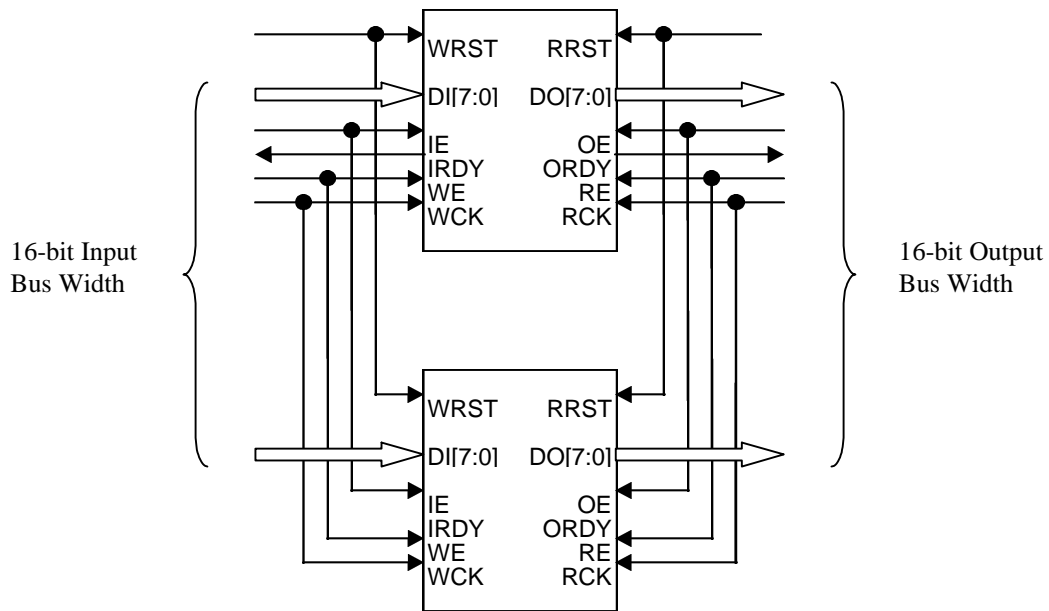 WRST RRST
DI[7:0] DO[7:0]
IE OE
IRDY ORDY
WE RE
WCK RCK
16-bit Input
Bus Width
16-bit Output
Bus Width
WRST RRST
DI[7:0] DO[7:0]
IE OE
IRDY ORDY
WE RE
WCK RCK